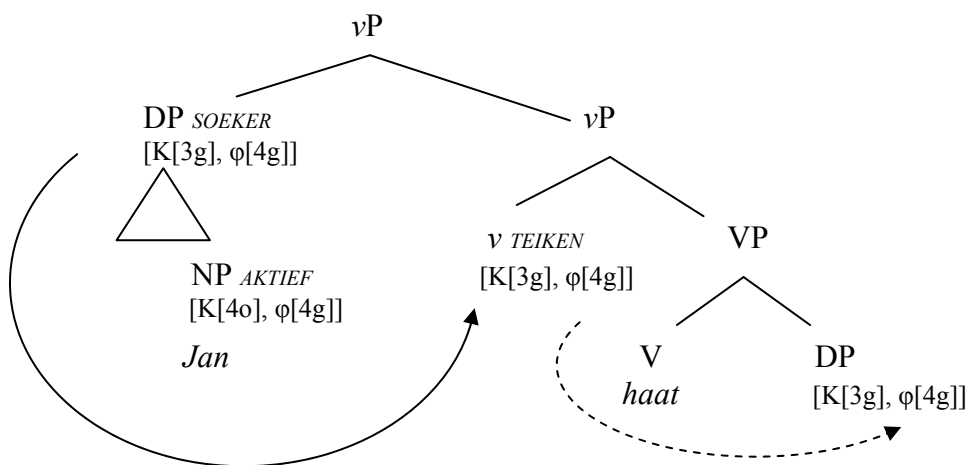 vP
DP SOEKER
[K[3g], φ[4g]]
vP
NP AKTIEF
[K[4o], φ[4g]]
Jan
v TEIKEN
[K[3g], φ[4g]]
VP
V
haat
DP
[K[3g], φ[4g]]